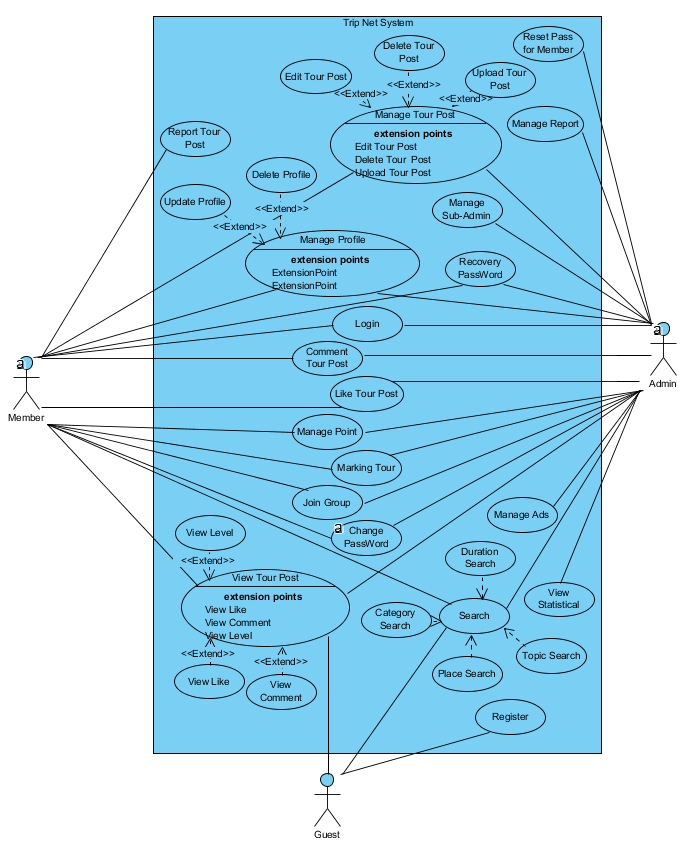 Trip Net System
Reset Pass
for Member
Delete Tour
Post
Edit Tour Post
<<Extend>>
Upload Tour
Post
<<Extend>>
<<Extend>>
Manage Tour Post
extension points
Edit Tour Post
Delete Tour Post
Upload Tour Post
Manage Report
Report Tour
Post
Delete Profile
Update Profile
<<Extend>>
<<Extend>>
Manage
Sub-Admin
Manage Profile
extension points
ExtensionPoint
ExtensionPoint
Recovery
PassWord
Login
a
Admin
Comment
Tour Post
a
Member
Like Tour Post
Manage Point
Marking Tour
Join Group
a
Change
PassWord
Manage Ads
View Level
<<Extend>>
View Tour Post
extension points
View Like
View Comment
View Level
<<Extend>>
<<Extend>>
View Like
View
Comment
Duration
Search
Category
Search
Search
View
Statistical
Topic Search
Place Search
Register
Guest